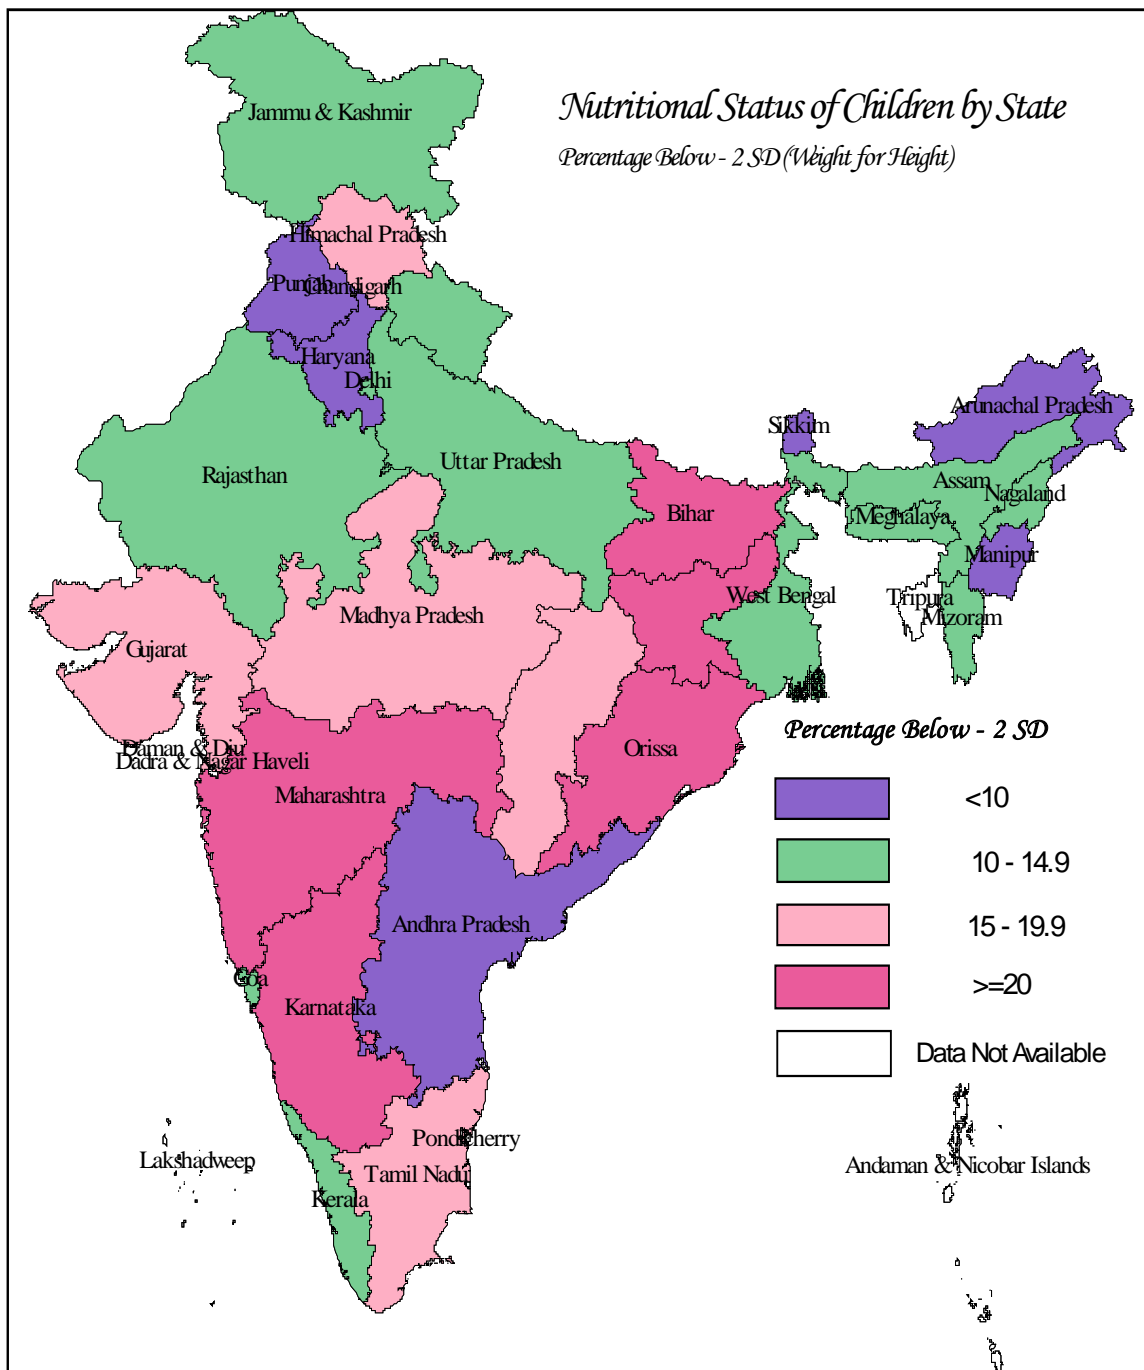 Nutritional Status of Children by State
Percentage Below - 2 SD (Weight for Height)
Jammu & Kashmir
Himachal Pradesh
Punjab
Chandigarh
Haryana
Delhi
Arunachal Pradesh
Sikkim
Rajasthan
Uttar Pradesh
Assam
Nagaland
Bihar
Meghalaya
Manipur
West Bengal
Tripura
Mizoram
Madhya Pradesh
Gujarat
Daman & Diu
Dadra & Nagar Haveli
Orissa
Maharashtra
Percentage Below - 2 SD
<10
10 - 14.9
15 - 19.9
>=20
Data Not Available
Andhra Pradesh
Goa
Karnataka
Pondicherry
Lakshadweep
Tamil Nadu
Kerala
Andaman & Nicobar Islands